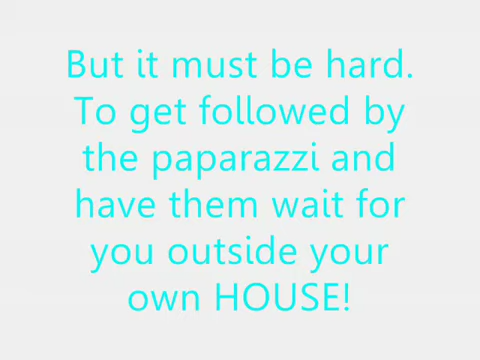 But it must be hard.
To get followed by
the paparazzi and
have them wait for
you outside your
own HOUSE!